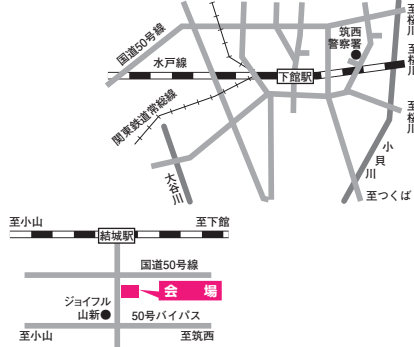 至桜川
至桜川
至桜川
国道50号線
筑西
警察署
水戸線
下館駅
関東鉄道常総線
大谷川
小貝川
至つくば
至小山
至下館
結城駅
国道50号線
会場
ジョイフル
山新
50号バイパス
至小山
至筑西